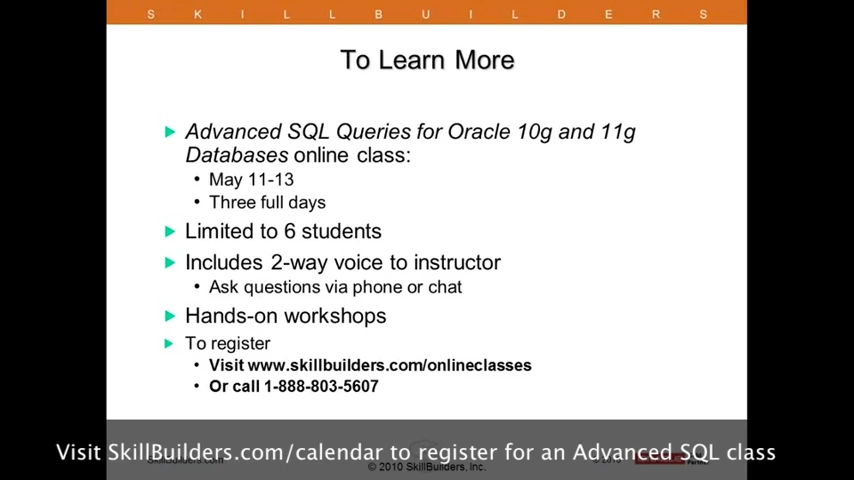 SKILLBUILDERS
To Learn More
Advanced SQL Queries for Oracle 10g and 11g
Databases online class:
• May 11-13
• Three full days
Limited to 6 students
Includes 2-way voice to instructor
• Ask questions via phone or chat
Hands-on workshops
To register
• Visit www.skillbuilders.com/onlineclasses
• Or call 1-888-803-5607
Visit SkillBuilders.com/calendar to register for an Advanced SQL class
SkillBuilders.com
© 2010 SkillBuilders, Inc.